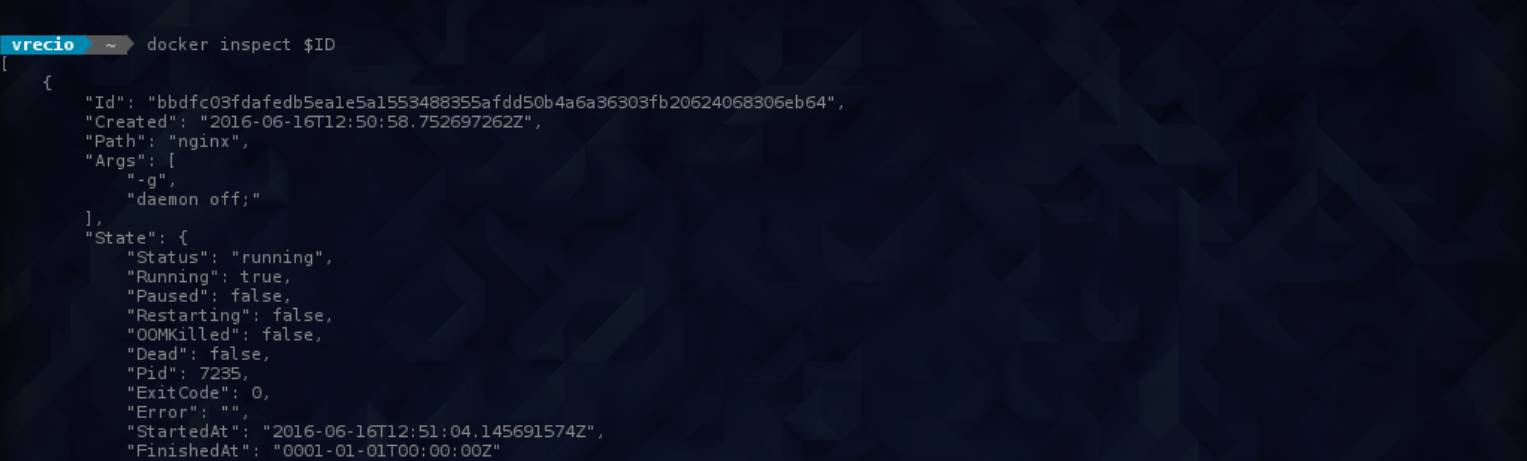 vrecio ~ docker inspect $ID
[
    {
        "Id": "bbdfc03fdafedb5ea1e5a1553488355afdd50b4a6a36303fb20624068306eb64",
        "Created": "2016-06-16T12:50:58.752697262Z",
        "Path": "nginx",
        "Args": [
            "-g",
            "daemon off;"
        ],
        "State": {
            "Status": "running",
            "Running": true,
            "Paused": false,
            "Restarting": false,
            "OOMKilled": false,
            "Dead": false,
            "Pid": 7235,
            "ExitCode": 0,
            "Error": "",
            "StartedAt": "2016-06-16T12:51:04.145691574Z",
            "FinishedAt": "0001-01-01T00:00:00Z"